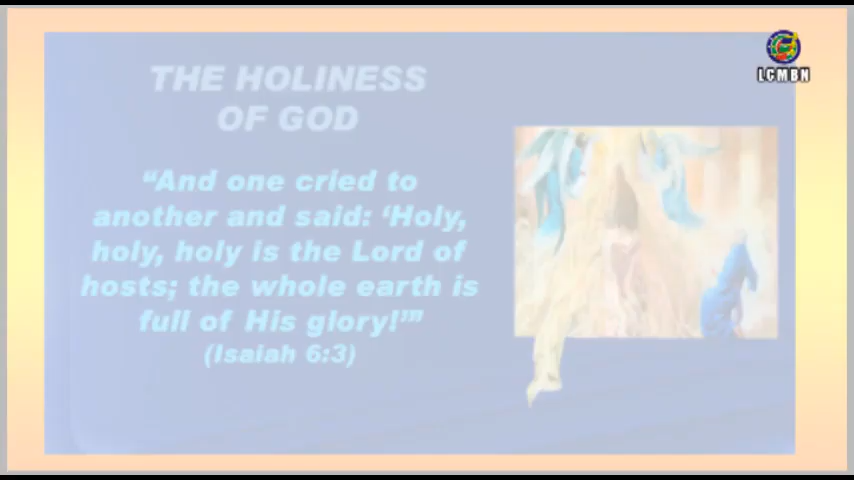 LCMBN
THE HOLINESS
OF GOD
“And one cried to
another and said: ‘Holy,
holy, holy is the Lord of
hosts; the whole earth is
full of His glory!’”
(Isaiah 6:3)